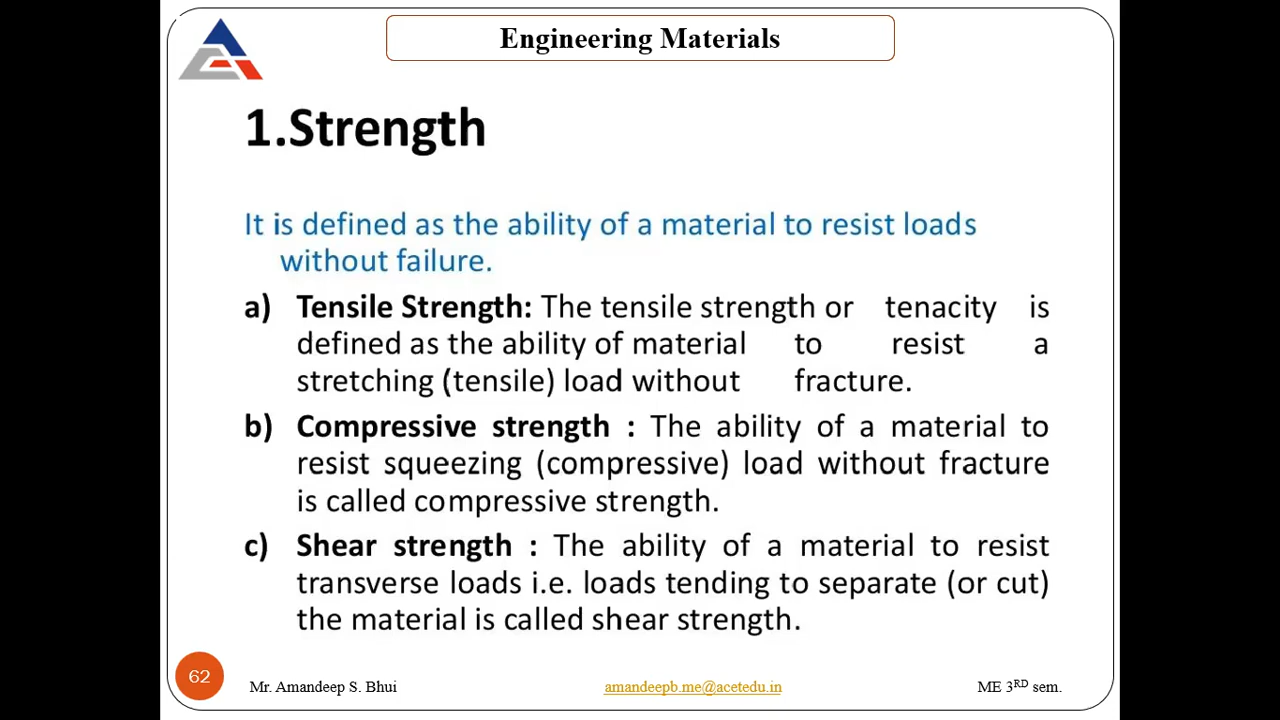 Engineering Materials
1.Strength
It is defined as the ability of a material to resist loads
without failure.
a) Tensile Strength: The tensile strength or tenacity is
defined as the ability of material to resist a
stretching (tensile) load without fracture.
b) Compressive strength : The ability of a material to
resist squeezing (compressive) load without fracture
is called compressive strength.
c) Shear strength : The ability of a material to resist
transverse loads i.e. loads tending to separate (or cut)
the material is called shear strength.
62
Mr. Amandeep S. Bhui amandeepb.me@acetedu.in ME 3RD sem.